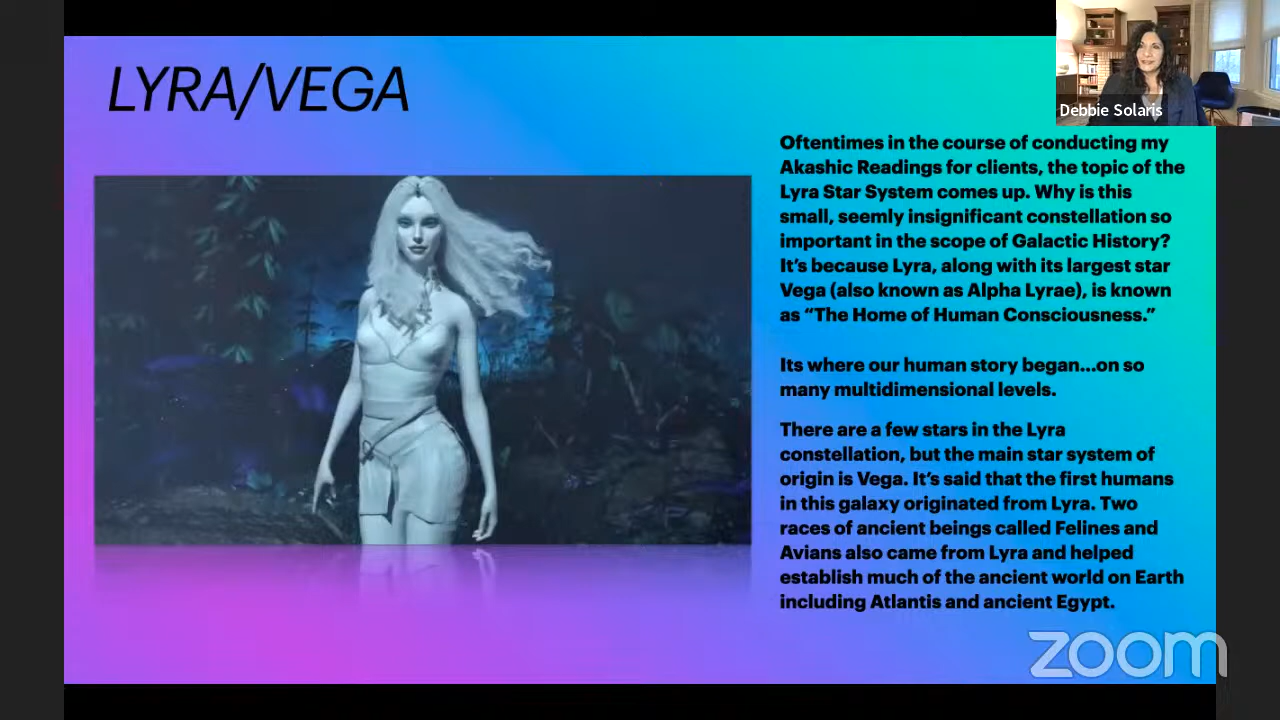 LYRA/VEGA
Debbie Solaris
Oftentimes in the course of conducting my
Akashic Readings for clients, the topic of the
Lyra Star System comes up. Why is this
small, seemly insignificant constellation so
important in the scope of Galactic History?
It’s because Lyra, along with its largest star
Vega (also known as Alpha Lyrae), is known
as “The Home of Human Consciousness.”
Its where our human story began...on so
many multidimensional levels.
There are a few stars in the Lyra
constellation, but the main star system of
origin is Vega. It’s said that the first humans
in this galaxy originated from Lyra. Two
races of ancient beings called Felines and
Avians also came from Lyra and helped
establish much of the ancient world on Earth
including Atlantis and ancient Egypt.
zoom